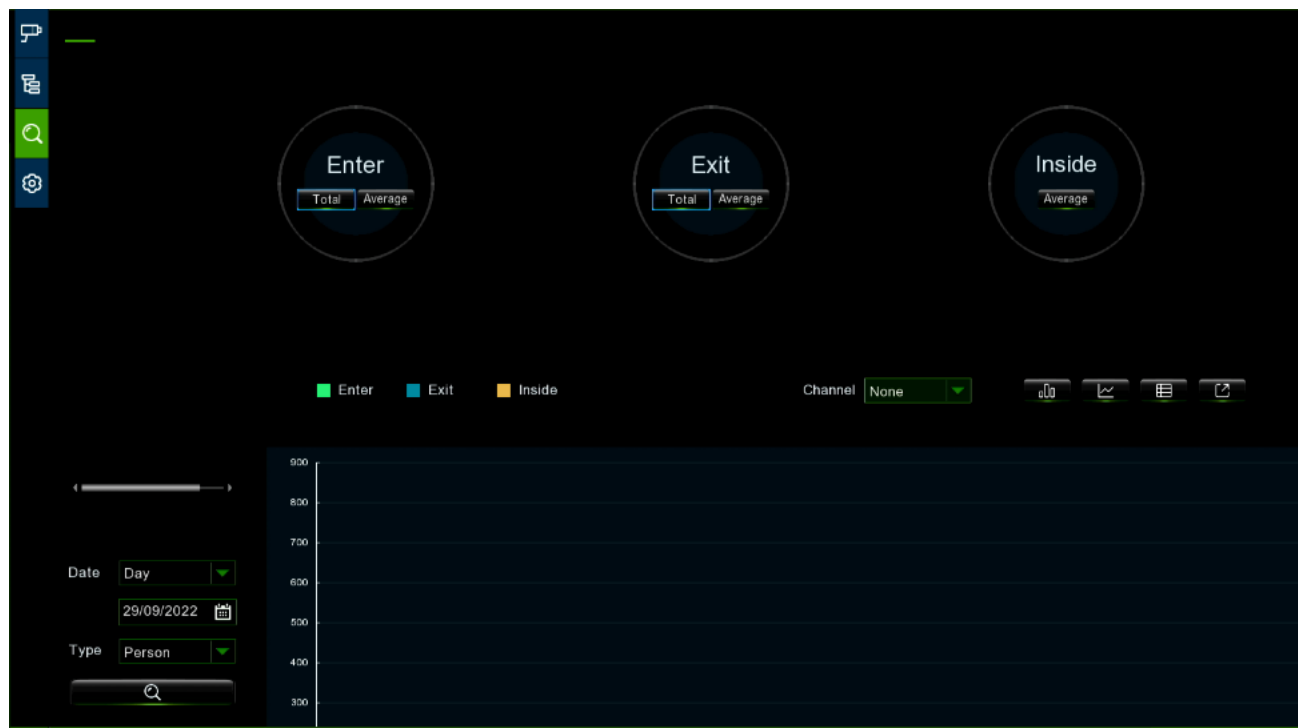 Enter
Total Average
Exit
Total Average
Inside
Average
Enter Exit Inside
Channel None
900
800
700
600
500
400
300
Date Day
29/09/2022
Type Person